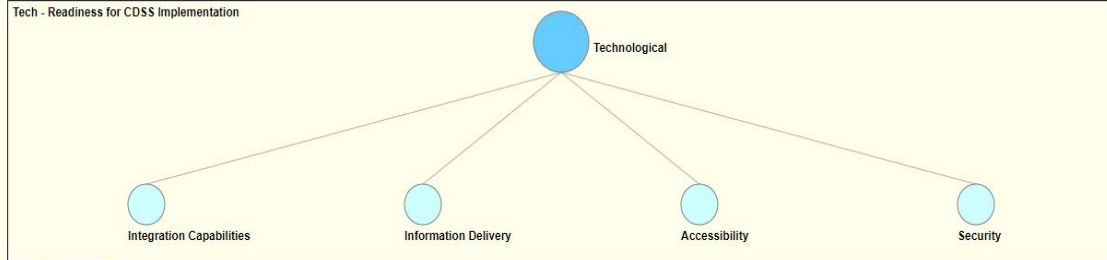 Tech - Readiness for CDSS Implementation
Technological
Integration Capabilities
Information Delivery
Accessibility
Security